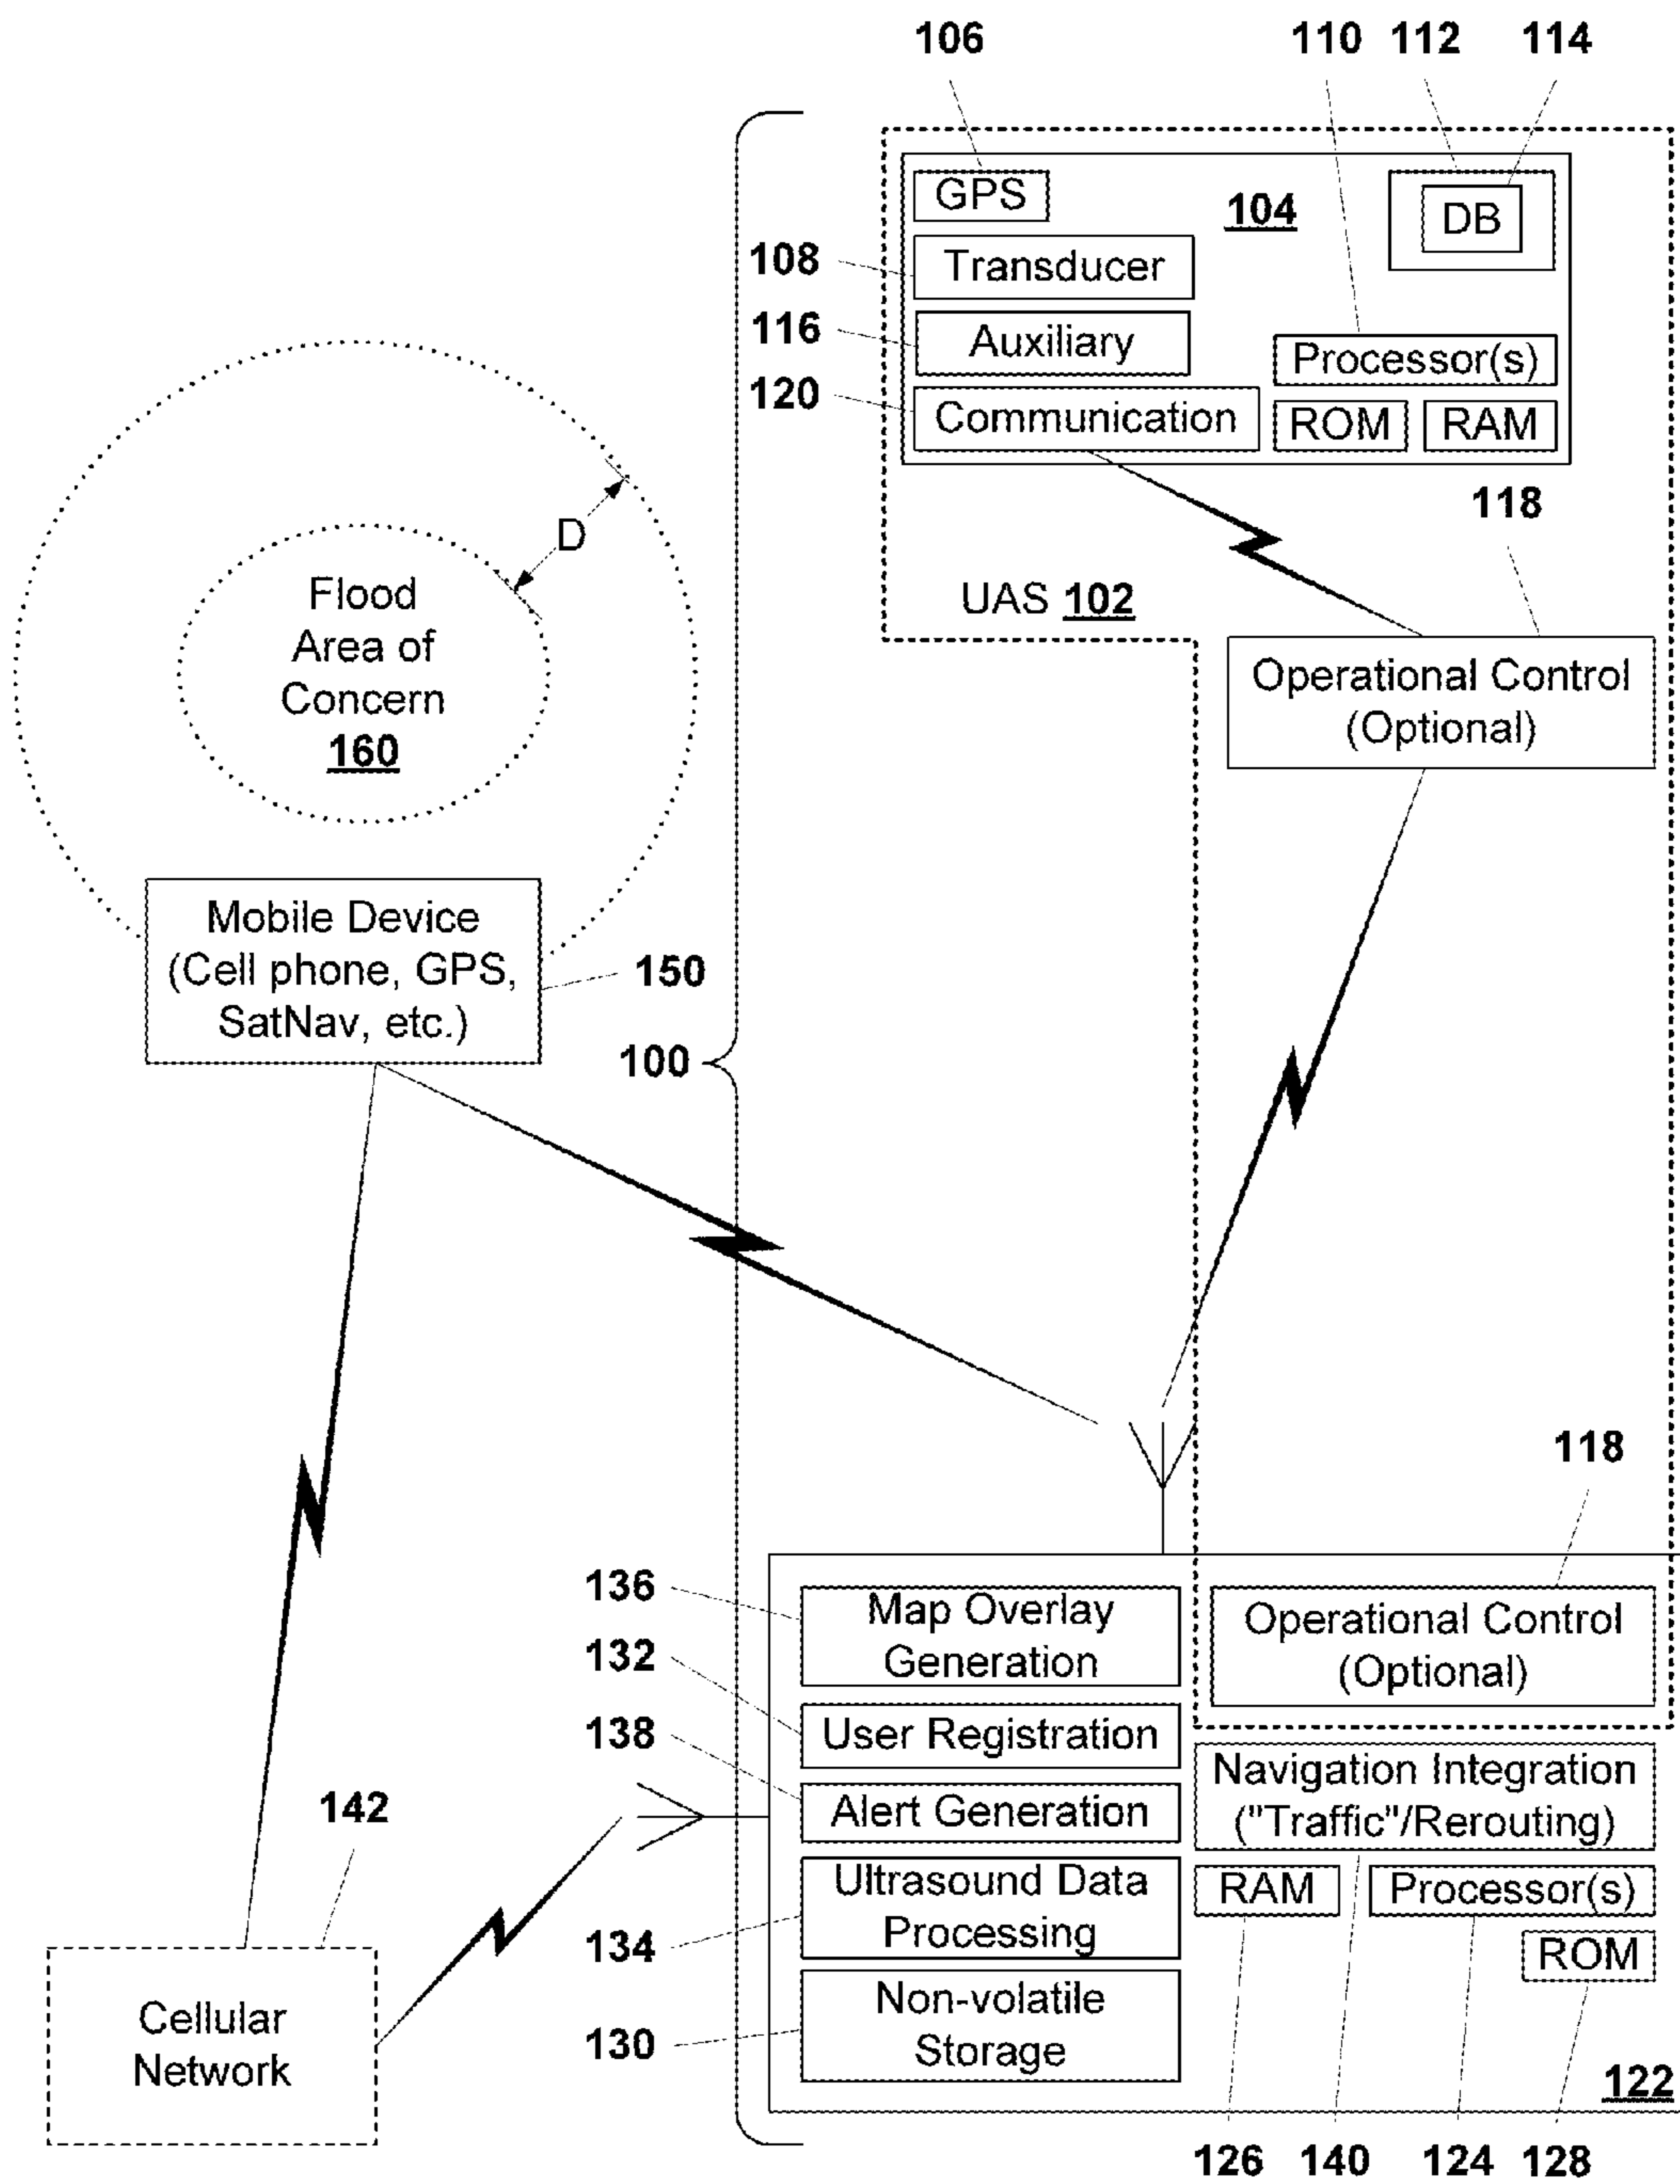 106
110
112
114
GPS
104
DB
108
Transducer
116
Auxiliary
Processor(s)
120
Communication
ROM
RAM
118
D
UAS 102
Flood
Area of
Concern
160
Operational Control
(Optional)
Mobile Device
(Cell phone, GPS,
SatNav, etc.)
150
100
118
136
Map Overlay
Generation
Operational Control
(Optional)
132
User Registration
138
Alert Generation
Navigation Integration
("Traffic"/Rerouting)
142
134
Ultrasound Data
Processing
RAM
Processor(s)
ROM
Cellular
Network
130
Non-volatile
Storage
122
126
140
124
128